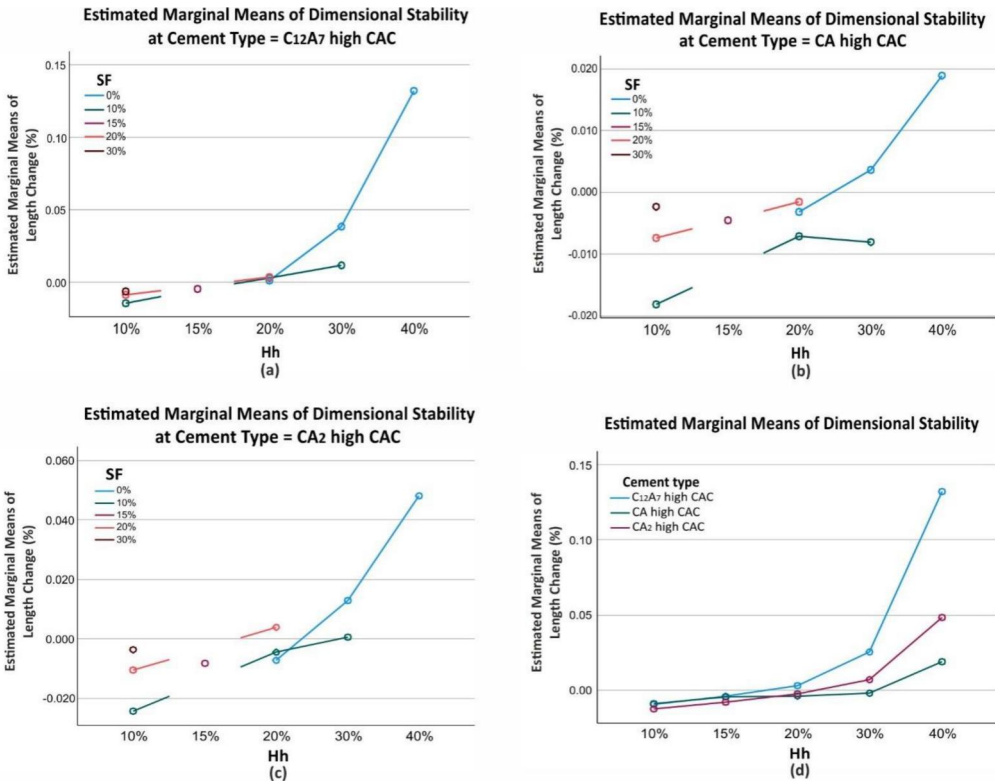 Estimated Marginal Means of Dimensional Stability
at Cement Type = C12A7 high CAC
Estimated Marginal Means of
Length Change (%)
0.15
0.10
0.05
0.00
SF
0%
10%
15%
20%
30%
10% 15% 20% 30% 40%
Hh
(a)
Estimated Marginal Means of Dimensional Stability
at Cement Type = CA high CAC
Estimated Marginal Means of
Length Change (%)
0.020
0.010
0.000
-0.010
-0.020
SF
0%
10%
15%
20%
30%
10% 15% 20% 30% 40%
Hh
(b)
Estimated Marginal Means of Dimensional Stability
at Cement Type = CA2 high CAC
Estimated Marginal Means of
Length Change (%)
0.060
0.040
0.020
0.000
-0.020
SF
0%
10%
15%
20%
30%
10% 15% 20% 30% 40%
Hh
(c)
Estimated Marginal Means of Dimensional Stability
Estimated Marginal Means of
Length Change (%)
0.15
0.10
0.05
0.00
Cement type
C12A7 high CAC
CA high CAC
CA2 high CAC
10% 15% 20% 30% 40%
Hh
(d)